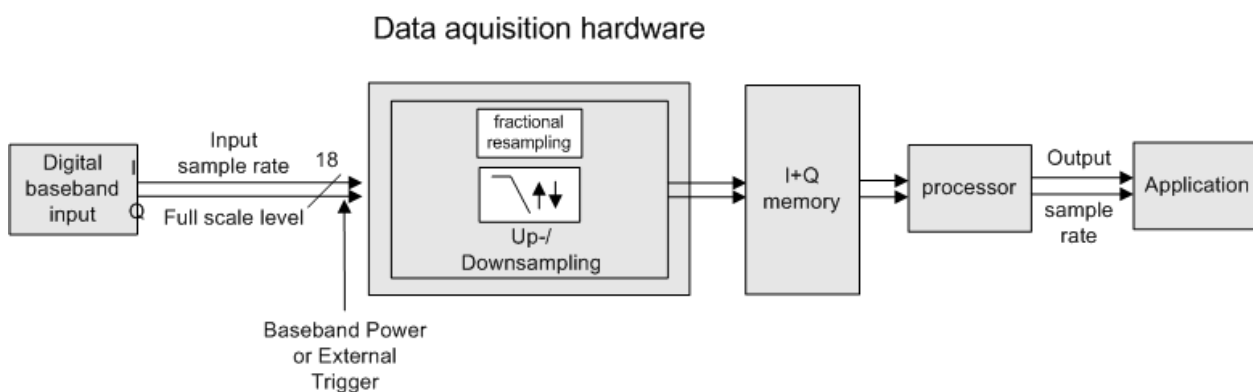 Data aquisition hardware
Digital
baseband
input
I
Q
Input
sample rate
18
Full scale level
Baseband Power
or External
Trigger
fractional
resampling
Up-/
Downsampling
I+Q
memory
processor
Output
sample
rate
Application